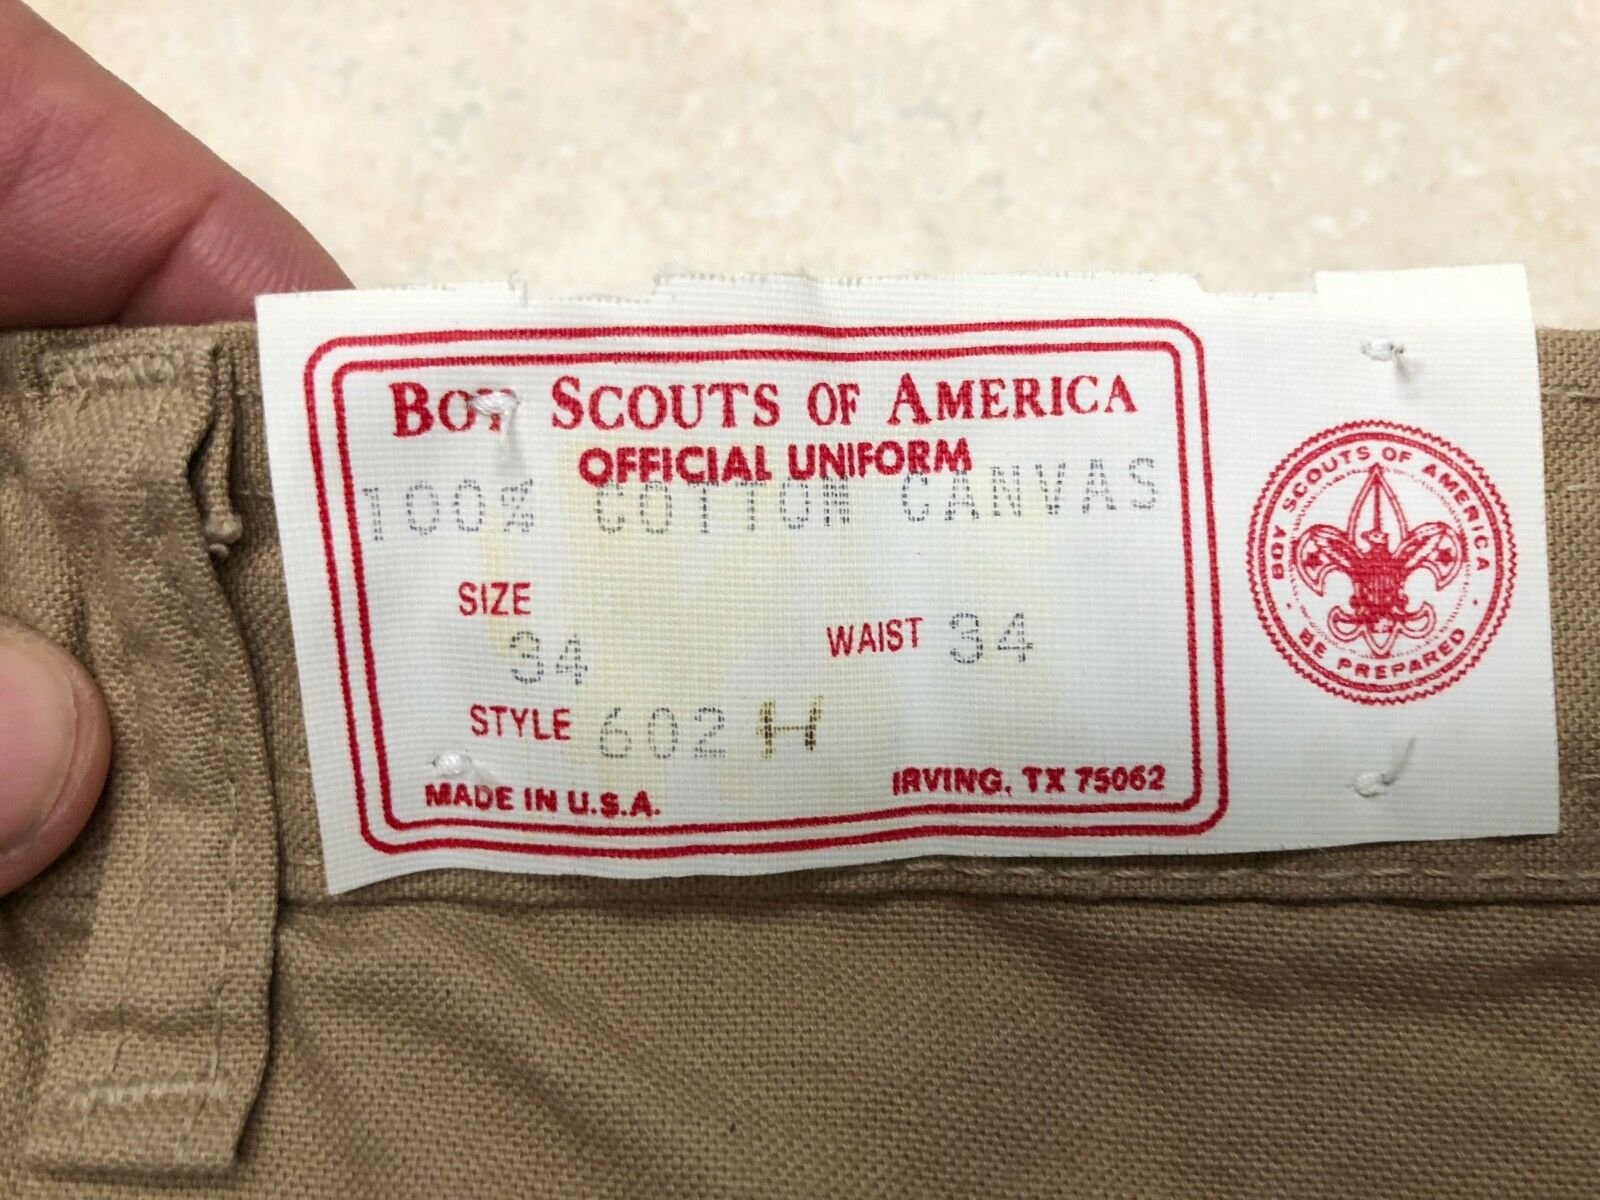 BOY SCOUTS OF AMERICA
OFFICIAL UNIFORM
100% COTTON CANVAS
SIZE
34
WAIST 34
STYLE 602 H
MADE IN U.S.A.
IRVING, TX 75062
BOY SCOUTS OF AMERICA
BE PREPARED